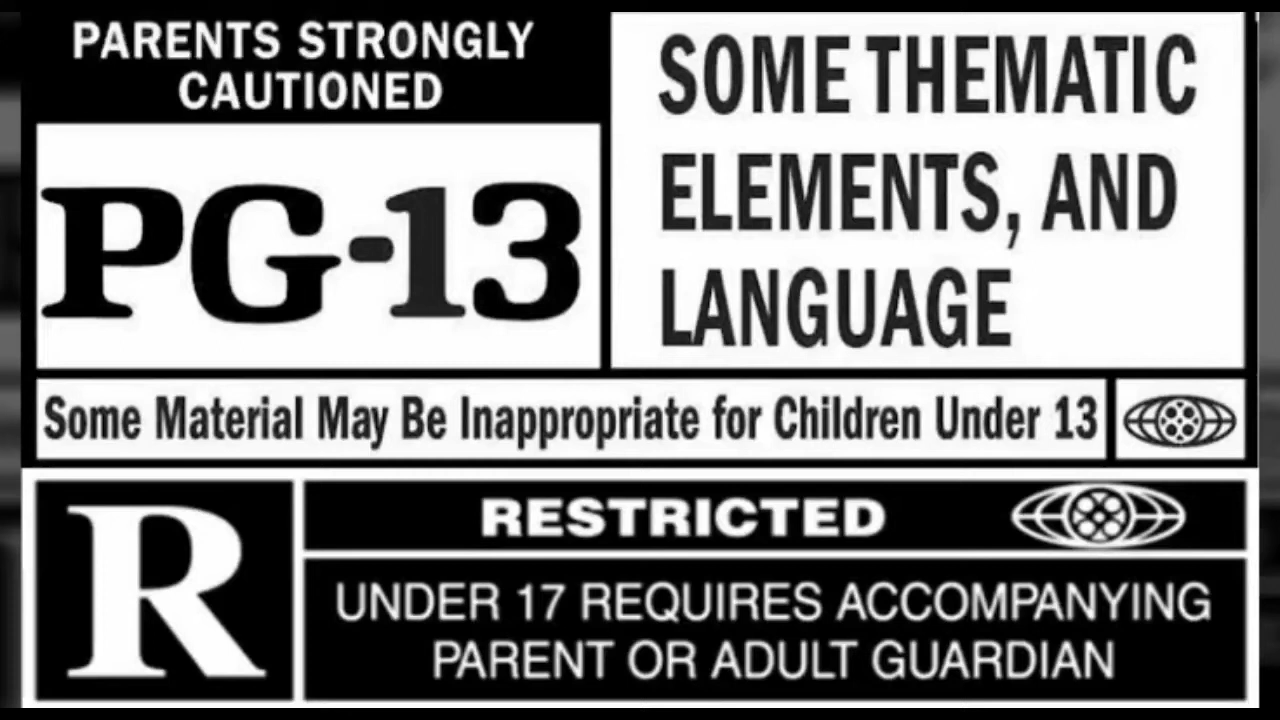 PARENTS STRONGLY
CAUTIONED
PG-13
SOME THEMATIC
ELEMENTS, AND
LANGUAGE
Some Material May Be Inappropriate for Children Under 13
R
RESTRICTED
UNDER 17 REQUIRES ACCOMPANYING
PARENT OR ADULT GUARDIAN